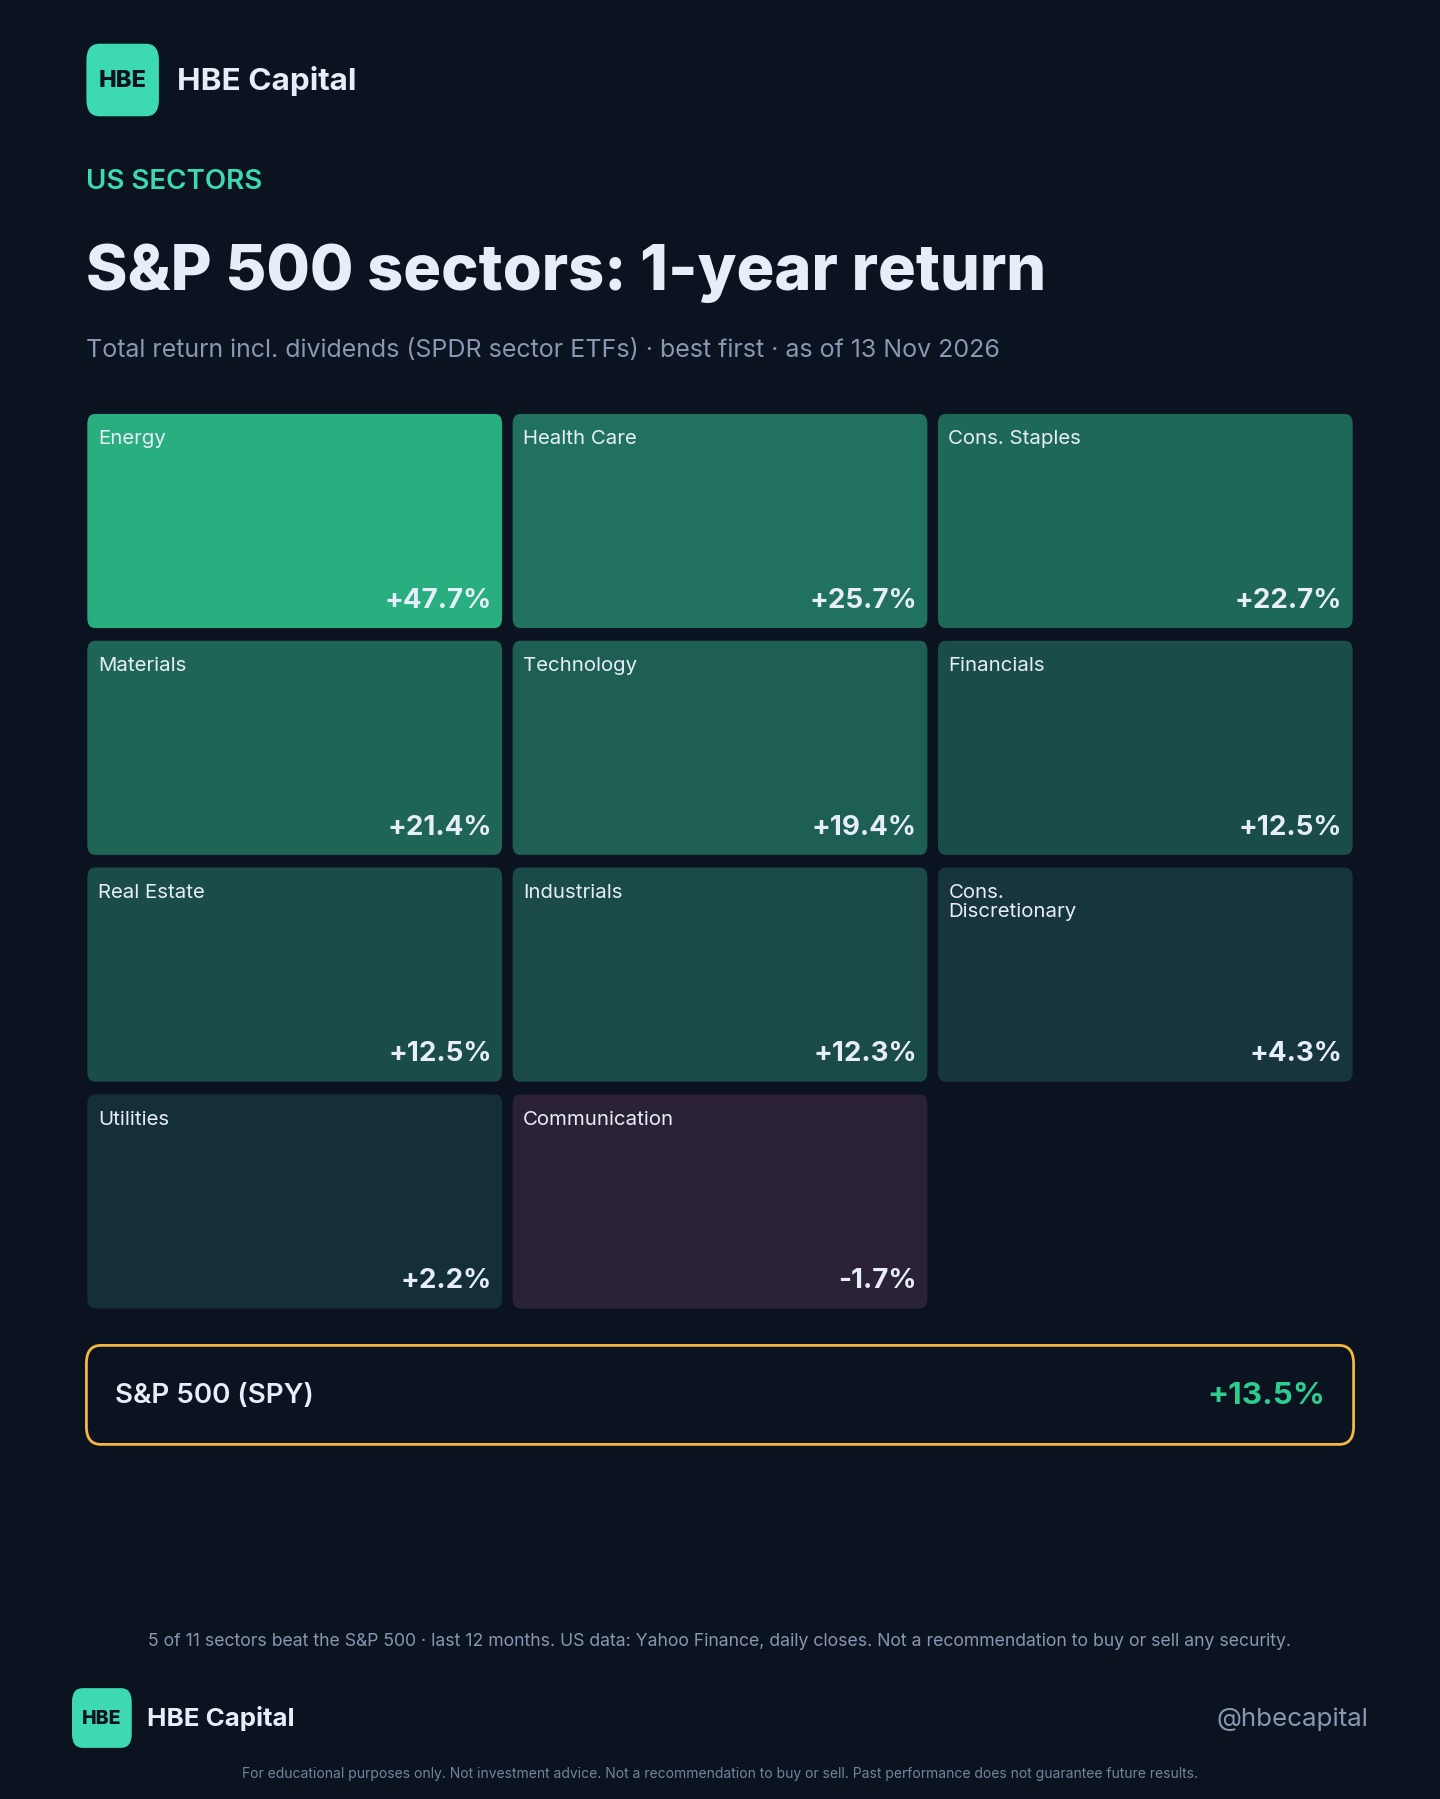 HBE
HBE Capital
US SECTORS
S&P 500 sectors: 1-year return
Total return incl. dividends (SPDR sector ETFs) · best first · as of 13 Nov 2026
Energy
+47.7%
Health Care
+25.7%
Cons. Staples
+22.7%
Materials
+21.4%
Technology
+19.4%
Financials
+12.5%
Real Estate
+12.5%
Industrials
+12.3%
Cons.
Discretionary
+4.3%
Utilities
+2.2%
Communication
-1.7%
S&P 500 (SPY)
+13.5%
5 of 11 sectors beat the S&P 500 · last 12 months. US data: Yahoo Finance, daily closes. Not a recommendation to buy or sell any security.
HBE
HBE Capital
@hbecapital
For educational purposes only. Not investment advice. Not a recommendation to buy or sell. Past performance does not guarantee future results.